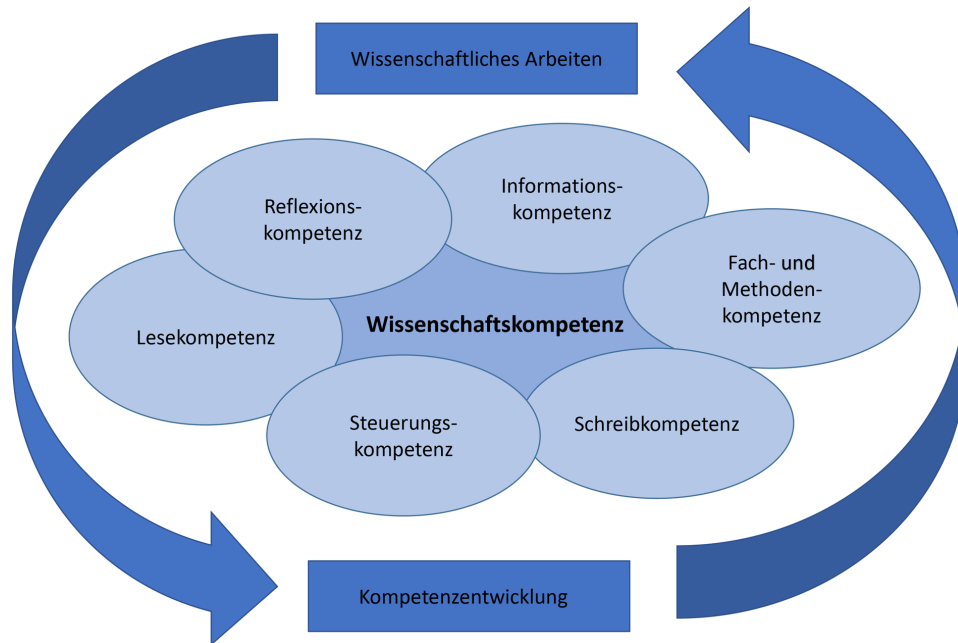 Wissenschaftliches Arbeiten
Informations-
kompetenz
Reflexions-
kompetenz
Fach- und
Methoden-
kompetenz
Wissenschaftskompetenz
Lesekompetenz
Steuerungs-
kompetenz
Schreibkompetenz
Kompetenzentwicklung